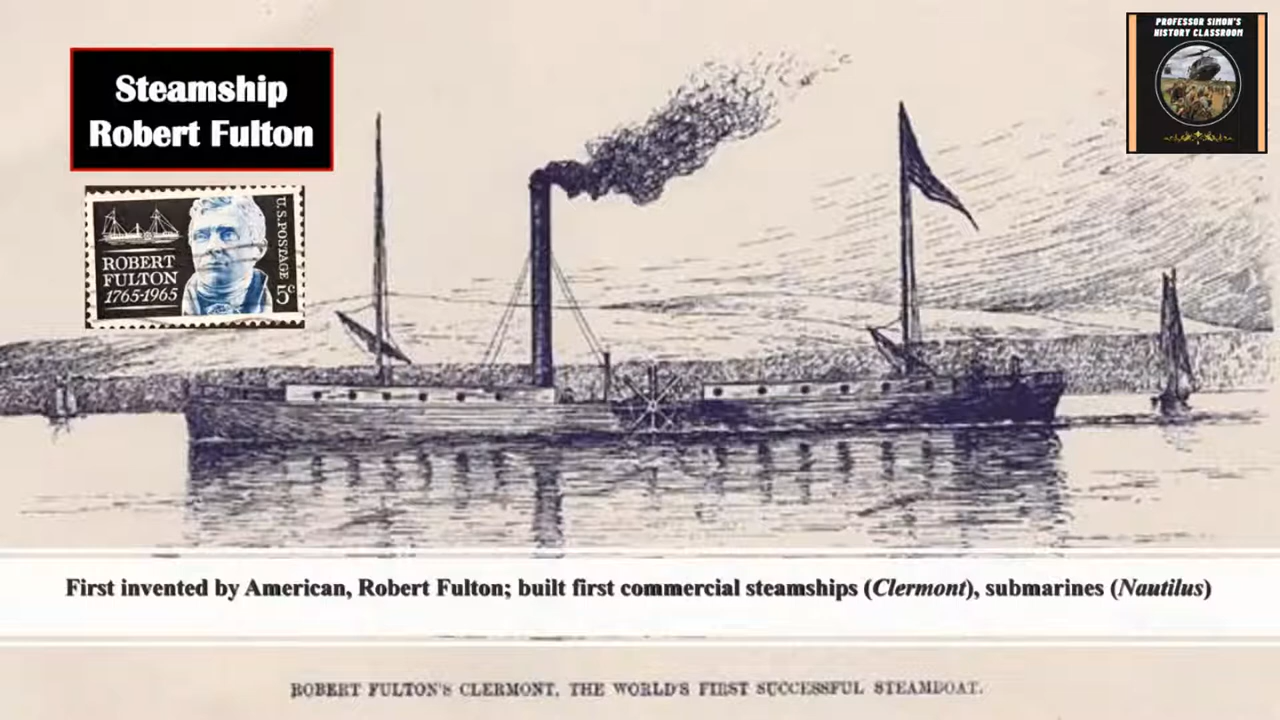 Steamship
Robert Fulton
PROFESSOR SIMON'S
HISTORY CLASSROOM
ROBERT
FULTON
1765-1965
U.S. POSTAGE
5c
First invented by American, Robert Fulton; built first commercial steamships (Clermont), submarines (Nautilus)
ROBERT FULTON'S CLERMONT, THE WORLD'S FIRST SUCCESSFUL STEAMBOAT.